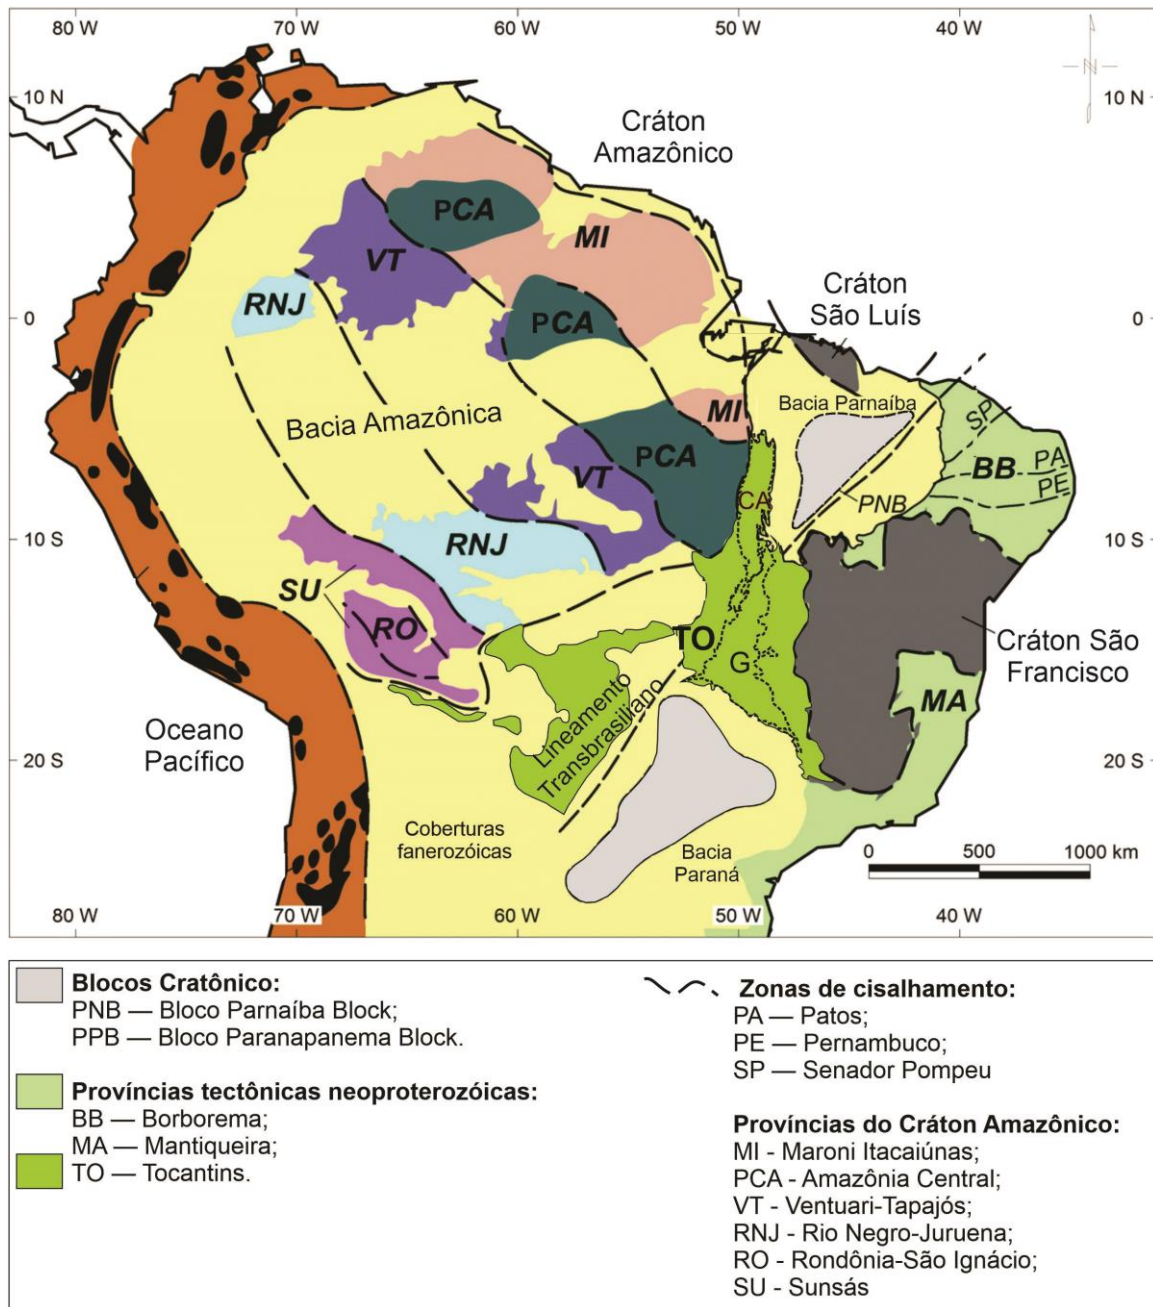 80 W 70 W 60 W 50 W 40 W
10 N 10 N
Cráton
Amazônico
PCA
MI
VT
Cráton
São Luís
RNJ
0 0
PCA
Bacia Parnaíba
MI
SP
Bacia Amazônica
PCA
BB
PA
VT
PE
CA
PNB
10 S 10 S
RNJ
SU
RO
TO
Cráton São
Francisco
G
MA
Lineamento
Transbrasiliano
Oceano
Pacífico
20 S 20 S
Coberturas
fanerozóicas
Bacia
Paraná
0 500 1000 km
80 W 70 W 60 W 50 W 40 W
N
Blocos Cratônico:
PNB — Bloco Parnaíba Block;
PPB — Bloco Paranapanema Block.
Províncias tectônicas neoproterozóicas:
BB — Borborema;
MA — Mantiqueira;
TO — Tocantins.
Zonas de cisalhamento:
PA — Patos;
PE — Pernambuco;
SP — Senador Pompeu
Províncias do Cráton Amazônico:
MI - Maroni Itacaiúnas;
PCA - Amazônia Central;
VT - Ventuari-Tapajós;
RNJ - Rio Negro-Juruena;
RO - Rondônia-São Ignácio;
SU - Sunsás